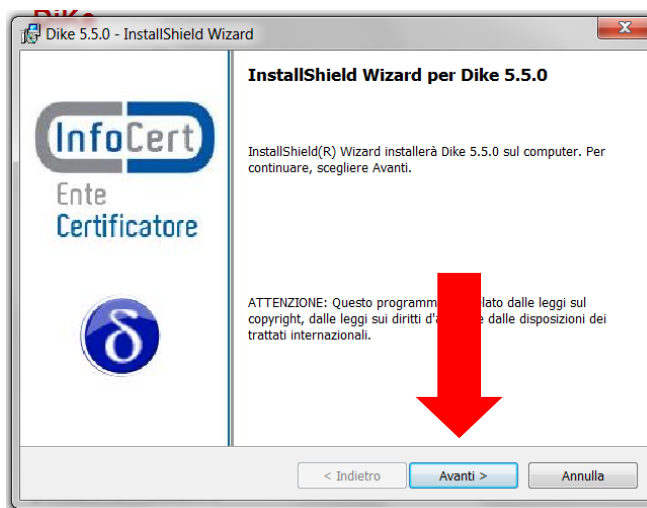 DiKe
Dike 5.5.0 - InstallShield Wizard
InstallShield Wizard per Dike 5.5.0
InfoCert
Ente
Certificatore
δ
InstallShield(R) Wizard installerà Dike 5.5.0 sul computer. Per
continuare, scegliere Avanti.
ATTENZIONE: Questo dalle leggi sul
copyright, dalle leggi sui diritti dalle disposizioni dei
trattati internazionali.
< Indietro
Avanti >
Annulla